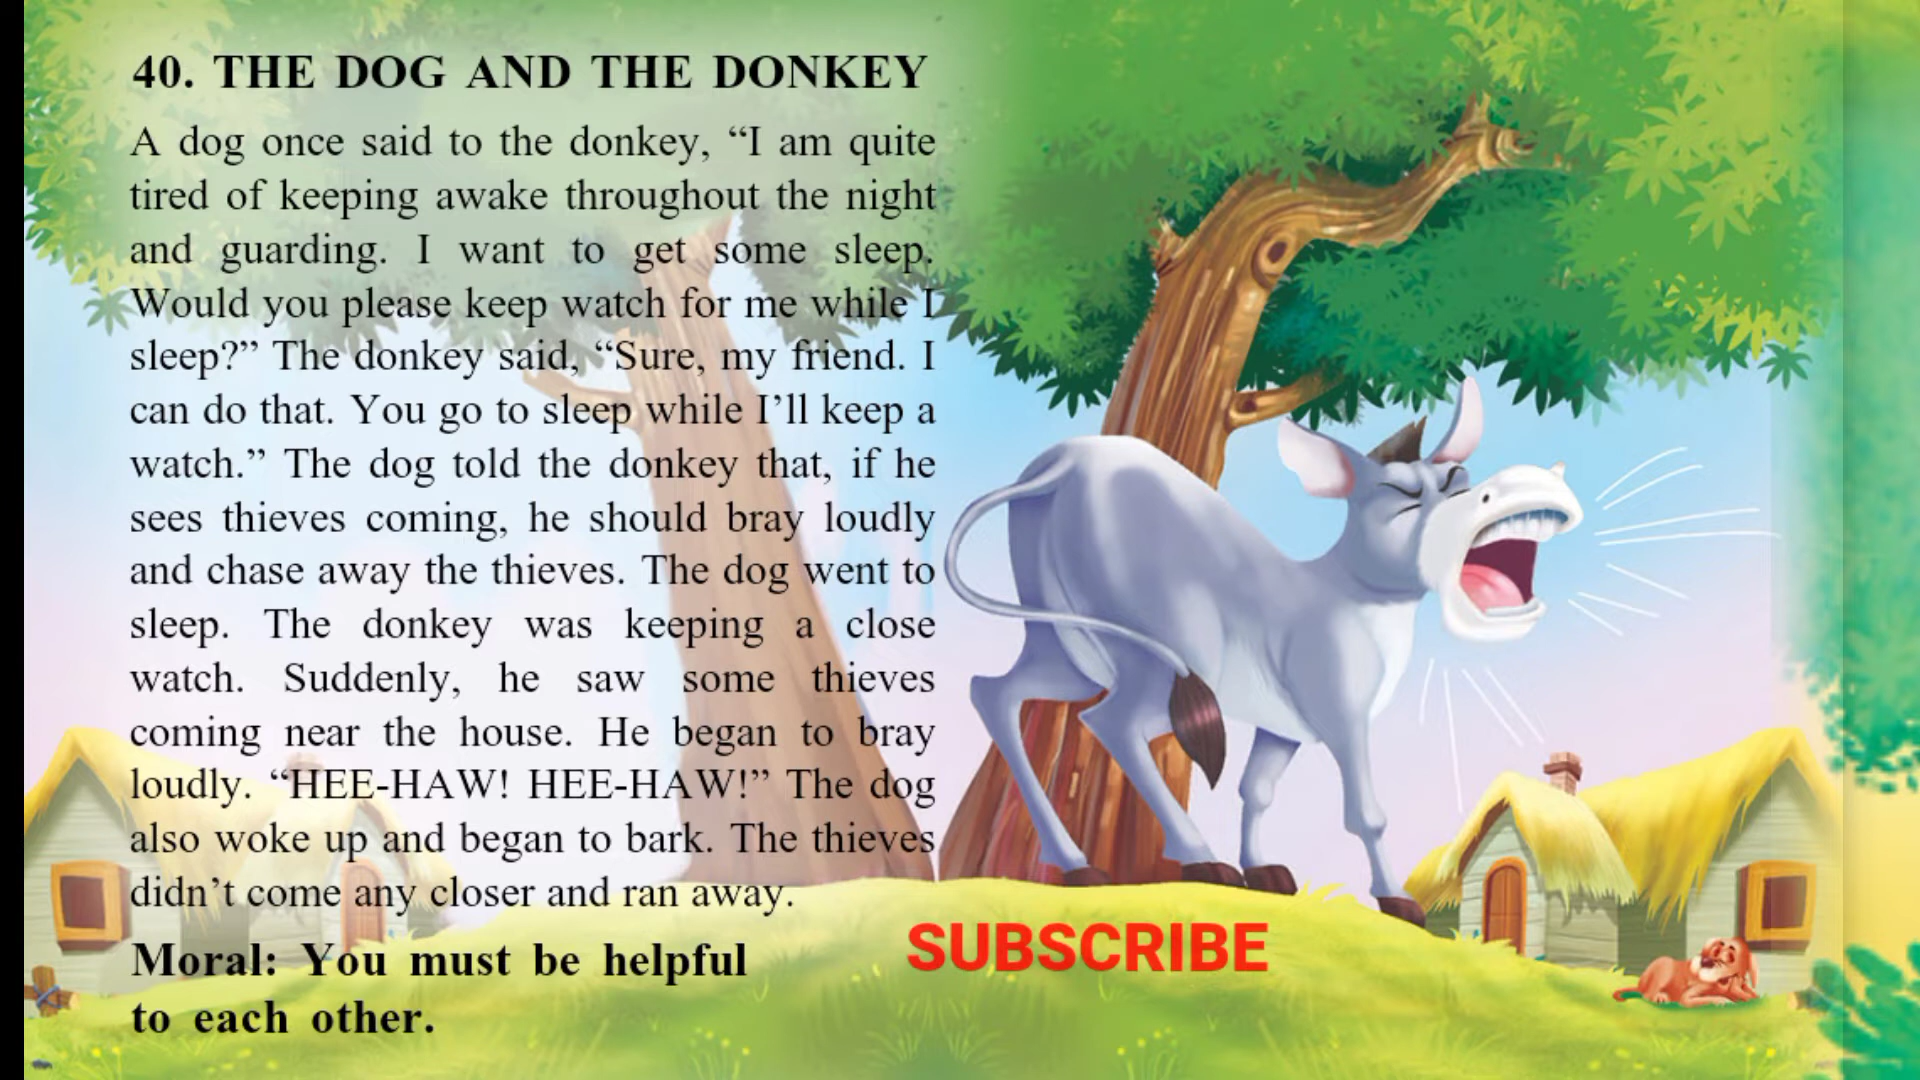 40. THE DOG AND THE DONKEY
A dog once said to the donkey, “I am quite
tired of keeping awake throughout the night
and guarding. I want to get some sleep.
Would you please keep watch for me while I
sleep?” The donkey said, “Sure, my friend. I
can do that. You go to sleep while I’ll keep a
watch.” The dog told the donkey that, if he
sees thieves coming, he should bray loudly
and chase away the thieves. The dog went to
sleep. The donkey was keeping a close
watch. Suddenly, he saw some thieves
coming near the house. He began to bray
loudly. “HEE-HAW! HEE-HAW!” The dog
also woke up and began to bark. The thieves
didn’t come any closer and ran away.
Moral: You must be helpful
to each other.
SUBSCRIBE